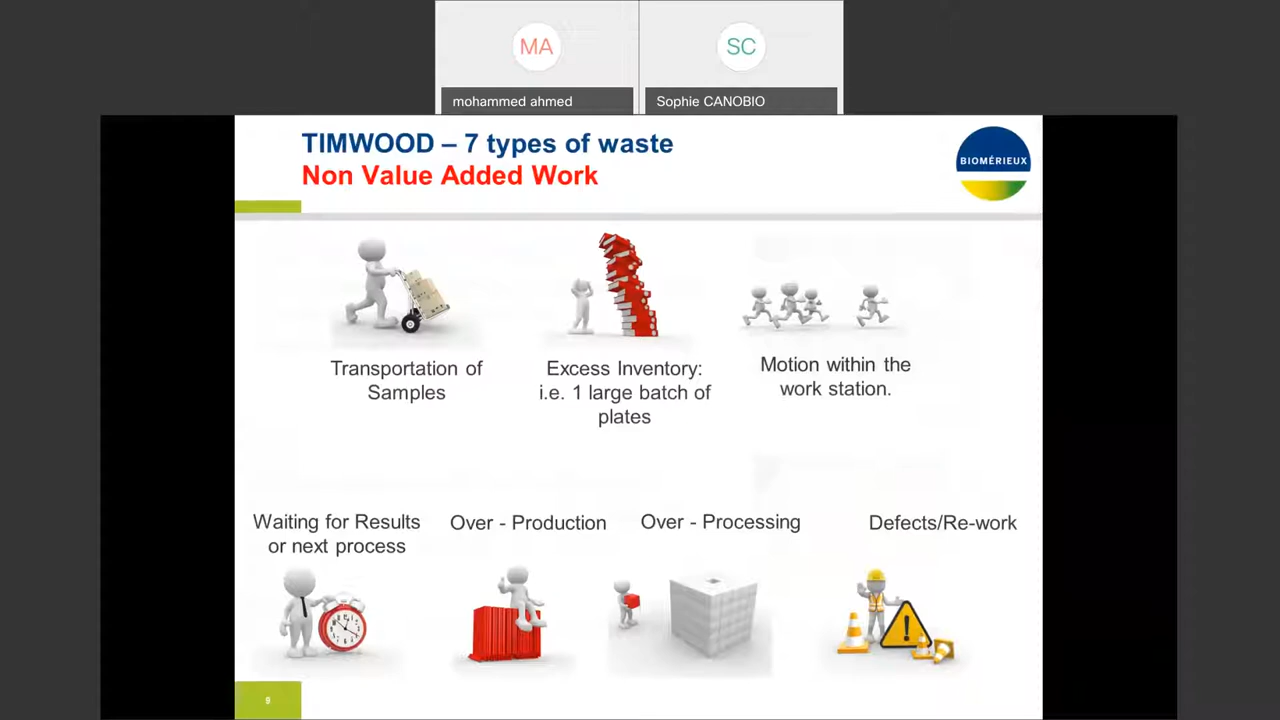 MA
SC
mohammed ahmed
Sophie CANOBIO
TIMWOOD – 7 types of waste
Non Value Added Work
BIOMÉRIEUX
Transportation of
Samples
Excess Inventory:
i.e. 1 large batch of
plates
Motion within the
work station.
Waiting for Results
or next process
Over - Production
Over - Processing
Defects/Re-work
!
9